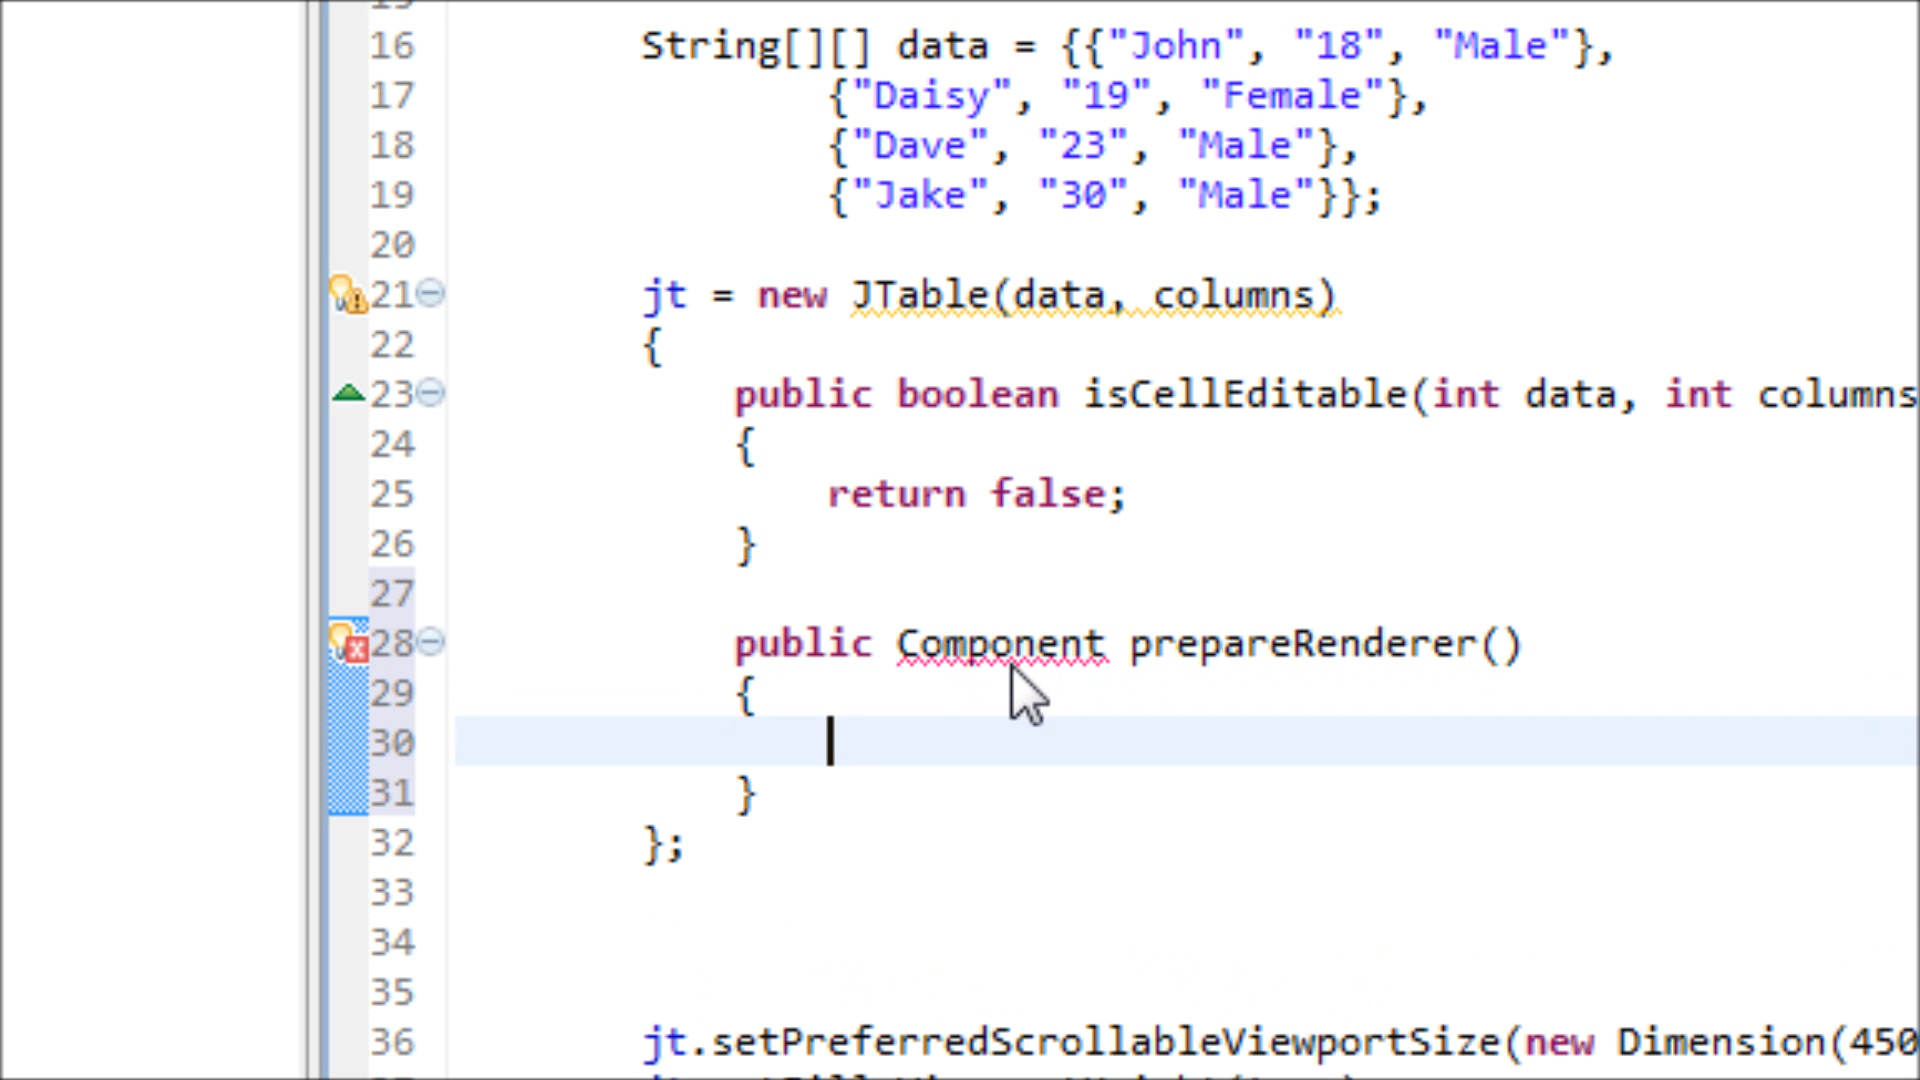 16 String[][] data = {{"John", "18", "Male"},
17 {"Daisy", "19", "Female"},
18 {"Dave", "23", "Male"},
19 {"Jake", "30", "Male"}};
20
21 jt = new JTable(data, columns)
22 {
23 public boolean isCellEditable(int data, int columns
24 {
25 return false;
26 }
27
28 public Component prepareRenderer()
29 {
30
31 }
32 };
33
34
35
36 jt.setPreferredScrollableViewportSize(new Dimension(450